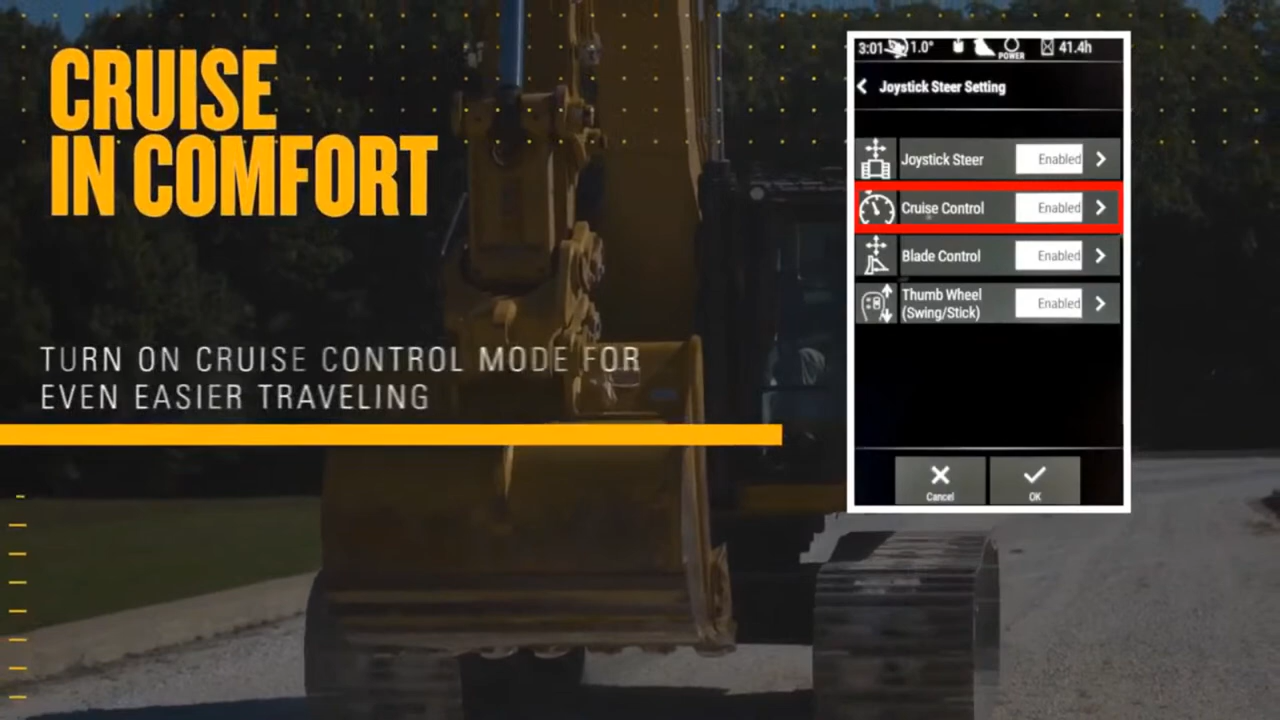 CRUISE
IN COMFORT
TURN ON CRUISE CONTROL MODE FOR
EVEN EASIER TRAVELING
3:01 1.0° POWER 41.4h
Joystick Steer Setting
Joystick Steer Enabled
Cruise Control Enabled
Blade Control Enabled
Thumb Wheel
(Swing/Stick) Enabled
Cancel OK